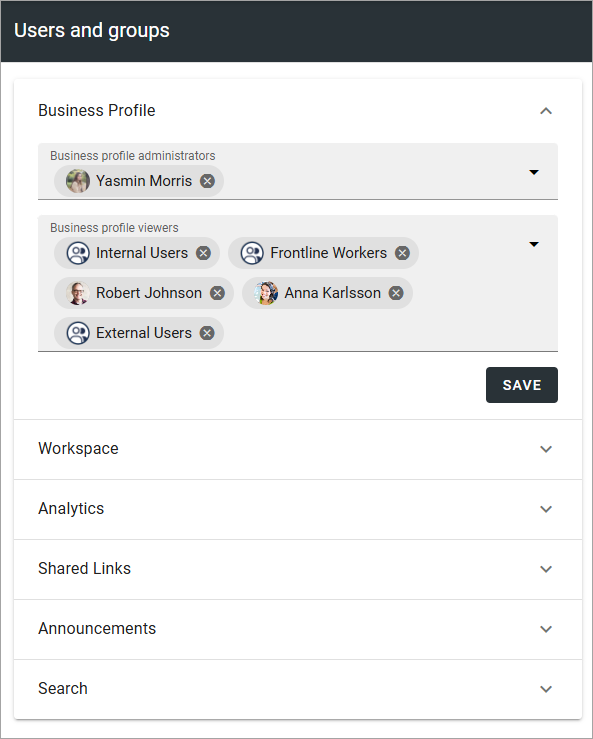 Users and groups
Business Profile
Business profile administrators
Yasmin Morris
Business profile viewers
Internal Users Frontline Workers
Robert Johnson Anna Karlsson
External Users
SAVE
Workspace
Analytics
Shared Links
Announcements
Search